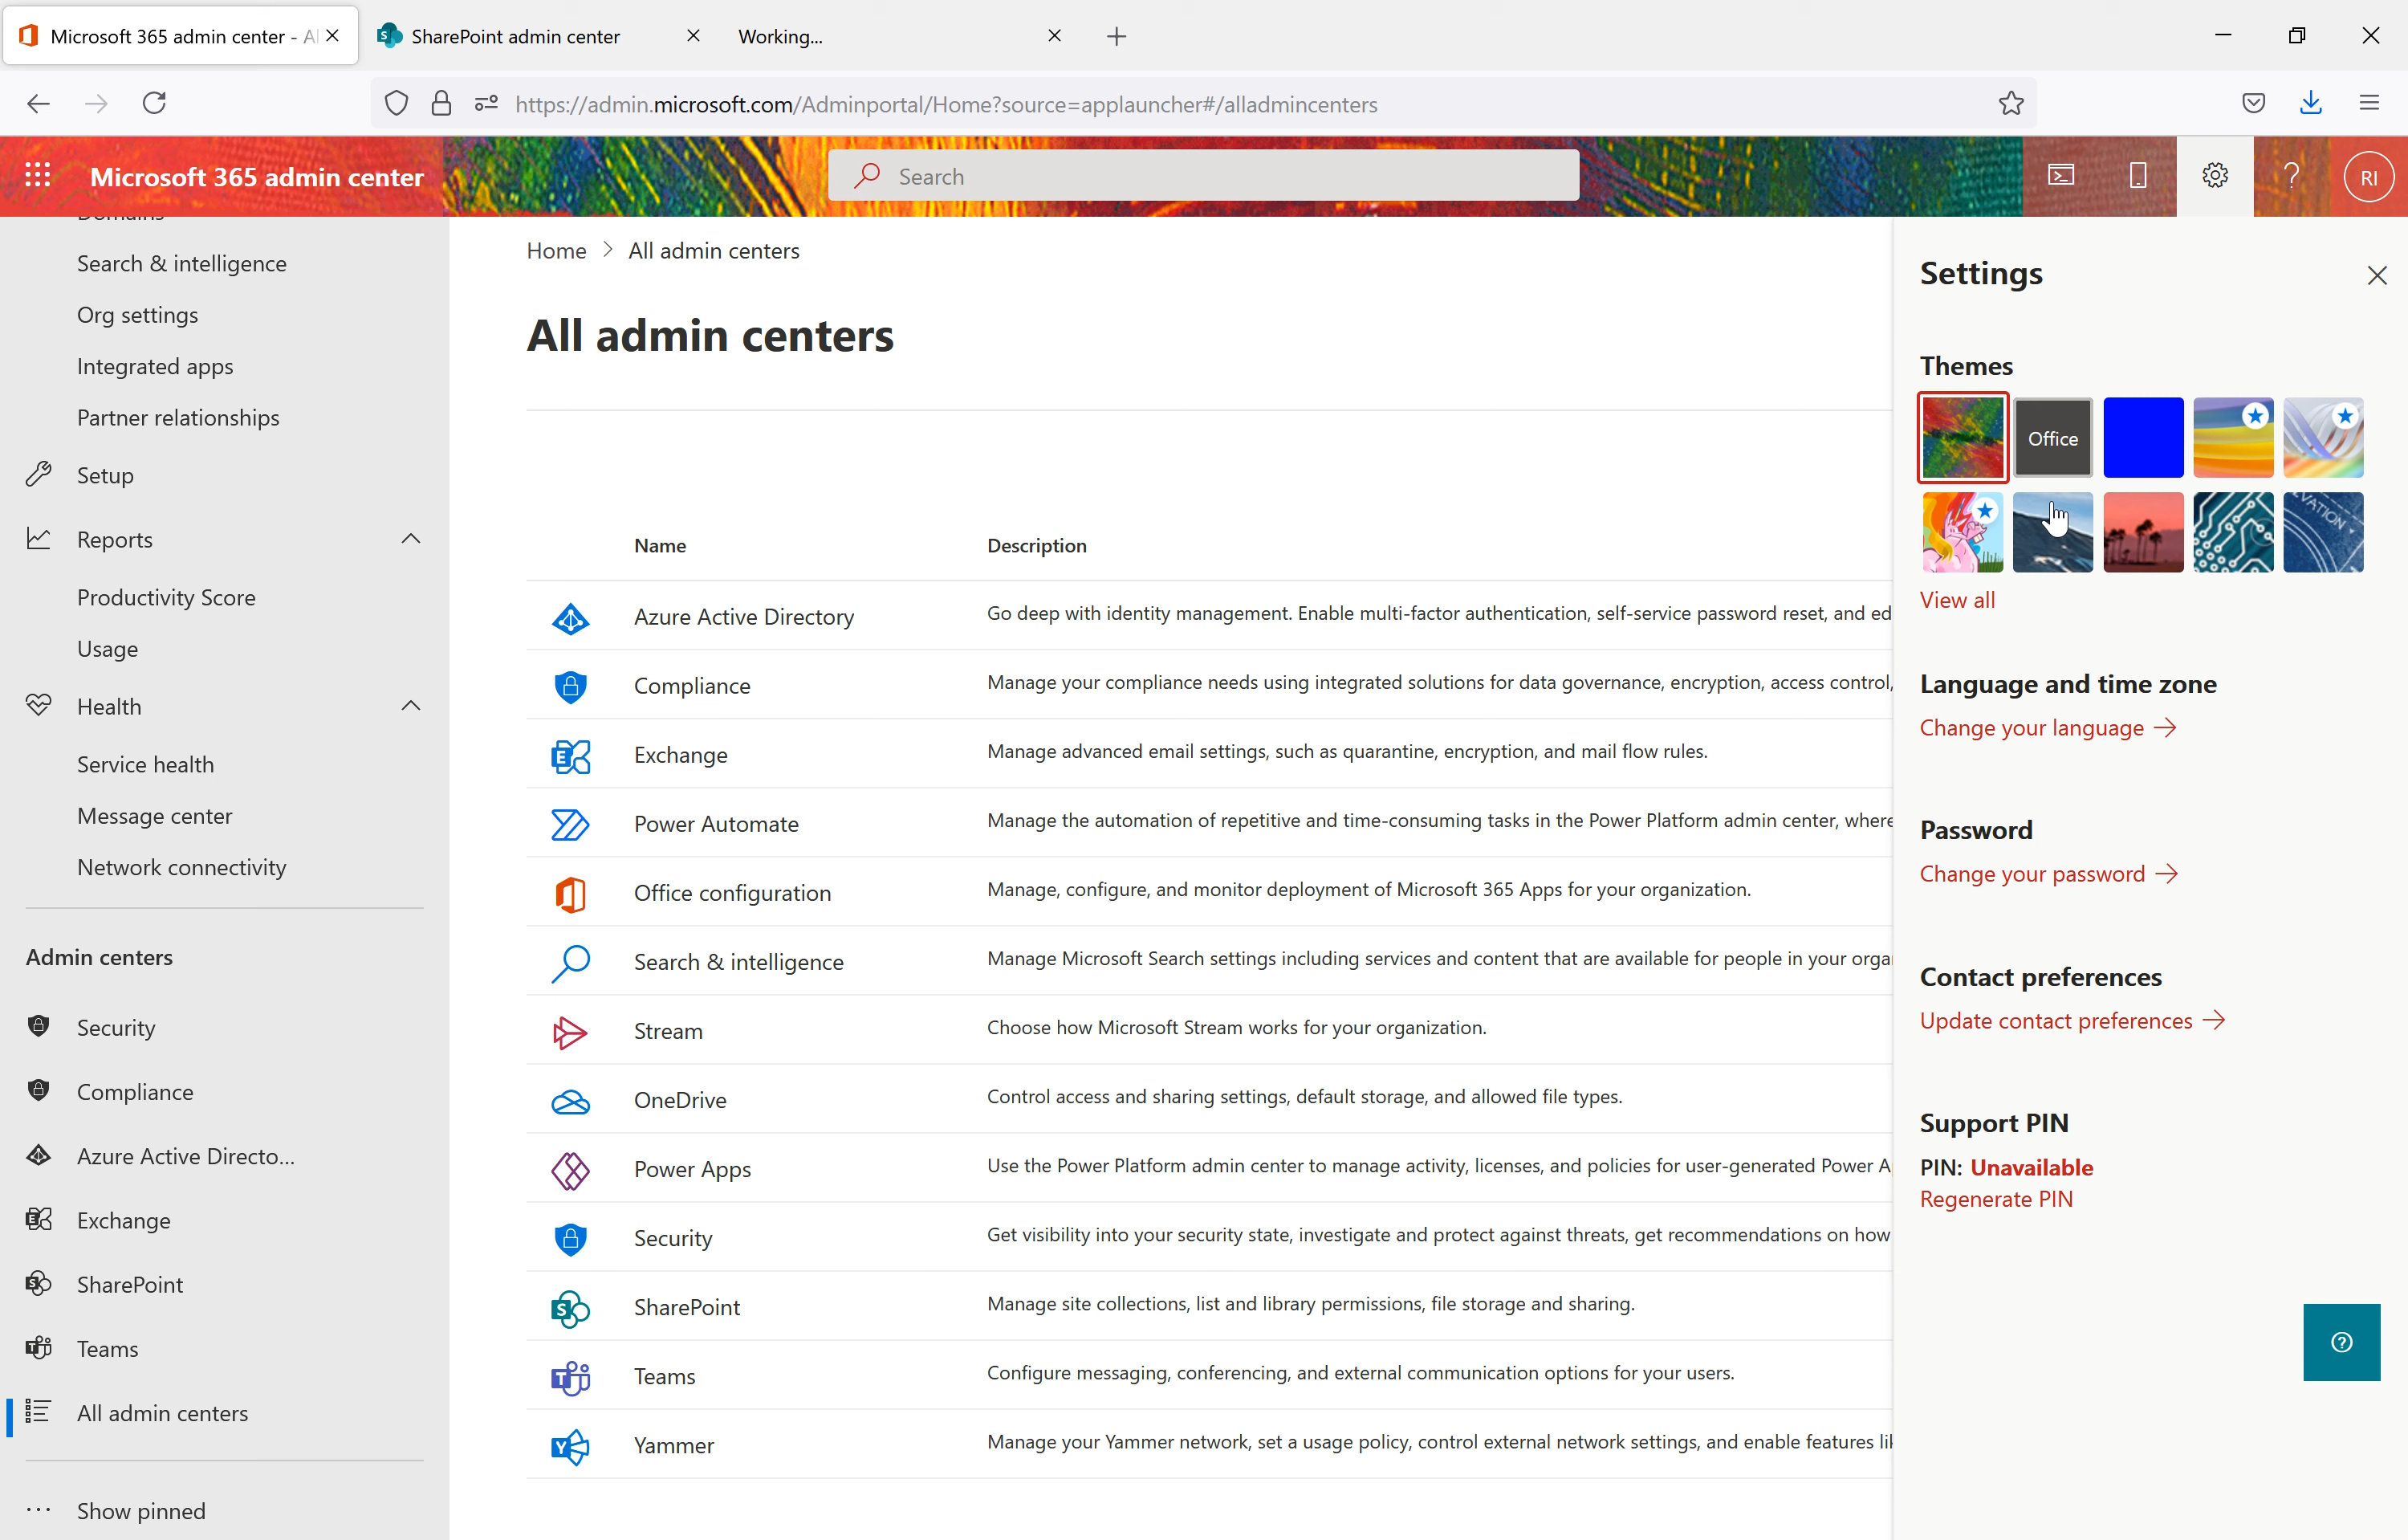 Microsoft 365 admin center - Al
SharePoint admin center
Working...
https://admin.microsoft.com/Adminportal/Home?source=applauncher#/alladmincenters
Microsoft 365 admin center
Search
RI
Search & intelligence
Org settings
Integrated apps
Partner relationships
Setup
Reports
Productivity Score
Usage
Health
Service health
Message center
Network connectivity
Admin centers
Security
Compliance
Azure Active Directo...
Exchange
SharePoint
Teams
All admin centers
Show pinned
Home > All admin centers
All admin centers
Name Description
Azure Active Directory Go deep with identity management. Enable multi-factor authentication, self-service password reset, and ed
Compliance Manage your compliance needs using integrated solutions for data governance, encryption, access control,
Exchange Manage advanced email settings, such as quarantine, encryption, and mail flow rules.
Power Automate Manage the automation of repetitive and time-consuming tasks in the Power Platform admin center, where
Office configuration Manage, configure, and monitor deployment of Microsoft 365 Apps for your organization.
Search & intelligence Manage Microsoft Search settings including services and content that are available for people in your orga
Stream Choose how Microsoft Stream works for your organization.
OneDrive Control access and sharing settings, default storage, and allowed file types.
Power Apps Use the Power Platform admin center to manage activity, licenses, and policies for user-generated Power A
Security Get visibility into your security state, investigate and protect against threats, get recommendations on how
SharePoint Manage site collections, list and library permissions, file storage and sharing.
Teams Configure messaging, conferencing, and external communication options for your users.
Yammer Manage your Yammer network, set a usage policy, control external network settings, and enable features li
Settings
Themes
Office
VATION
View all
Language and time zone
Change your language →
Password
Change your password →
Contact preferences
Update contact preferences →
Support PIN
PIN: Unavailable
Regenerate PIN